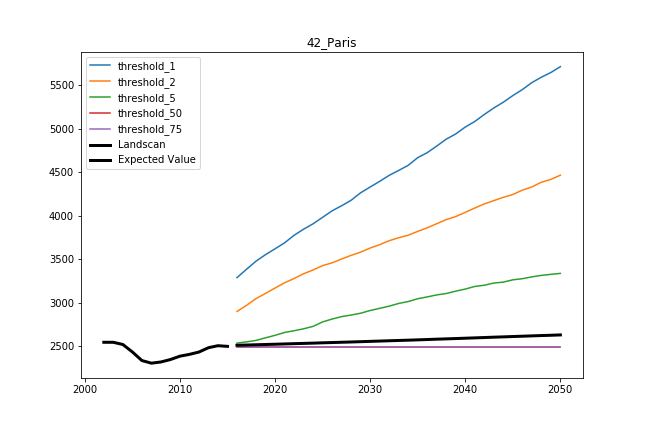 42_Paris
threshold_1
threshold_2
threshold_5
threshold_50
threshold_75
Landscan
Expected Value
5500
5000
4500
4000
3500
3000
2500
2000 2010 2020 2030 2040 2050